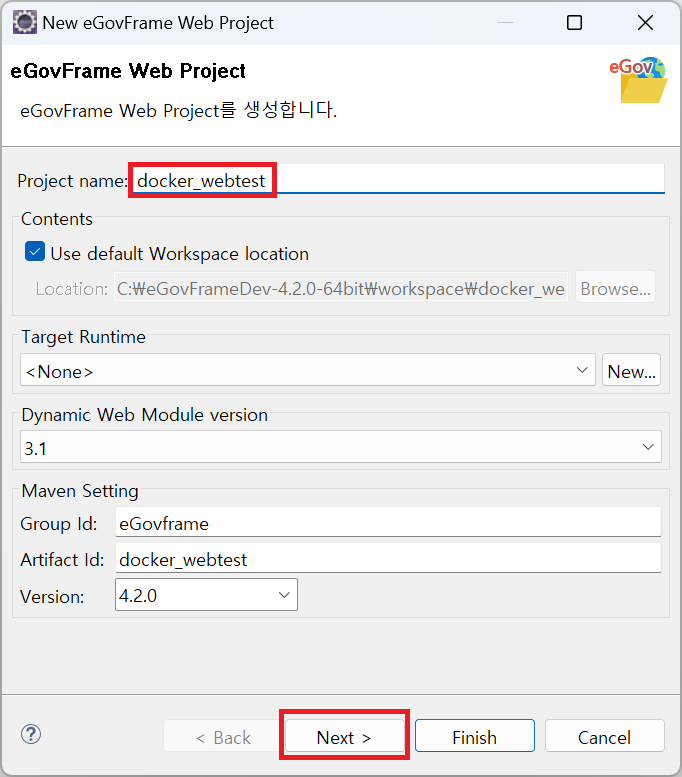 New eGovFrame Web Project
eGovFrame Web Project
eGov
eGovFrame Web Project를 생성합니다.
Project name: docker_webtest
Contents
Use default Workspace location
Location: C:₩eGovFrameDev-4.2.0-64bit₩workspace₩docker_we Browse...
Target Runtime
<None> New...
Dynamic Web Module version
3.1
Maven Setting
Group Id: eGovframe
Artifact Id: docker_webtest
Version: 4.2.0
? < Back Next > Finish Cancel